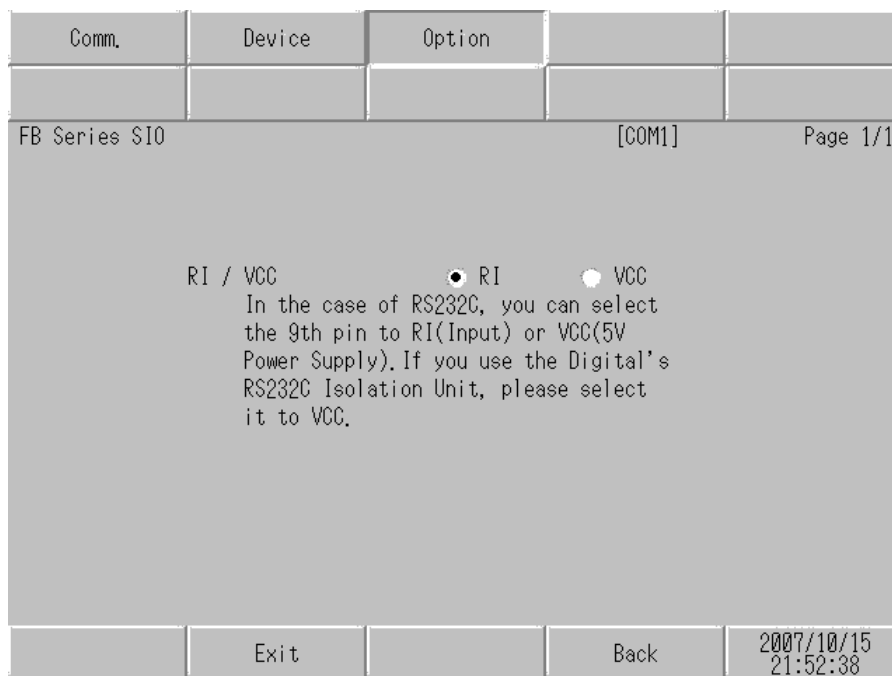 Comm. Device Option
FB Series SIO [COM1] Page 1/1
RI / VCC RI VCC
In the case of RS232C, you can select
the 9th pin to RI(Input) or VCC(5V
Power Supply).If you use the Digital's
RS232C Isolation Unit, please select
it to VCC.
Exit Back 2007/10/15
21:52:38